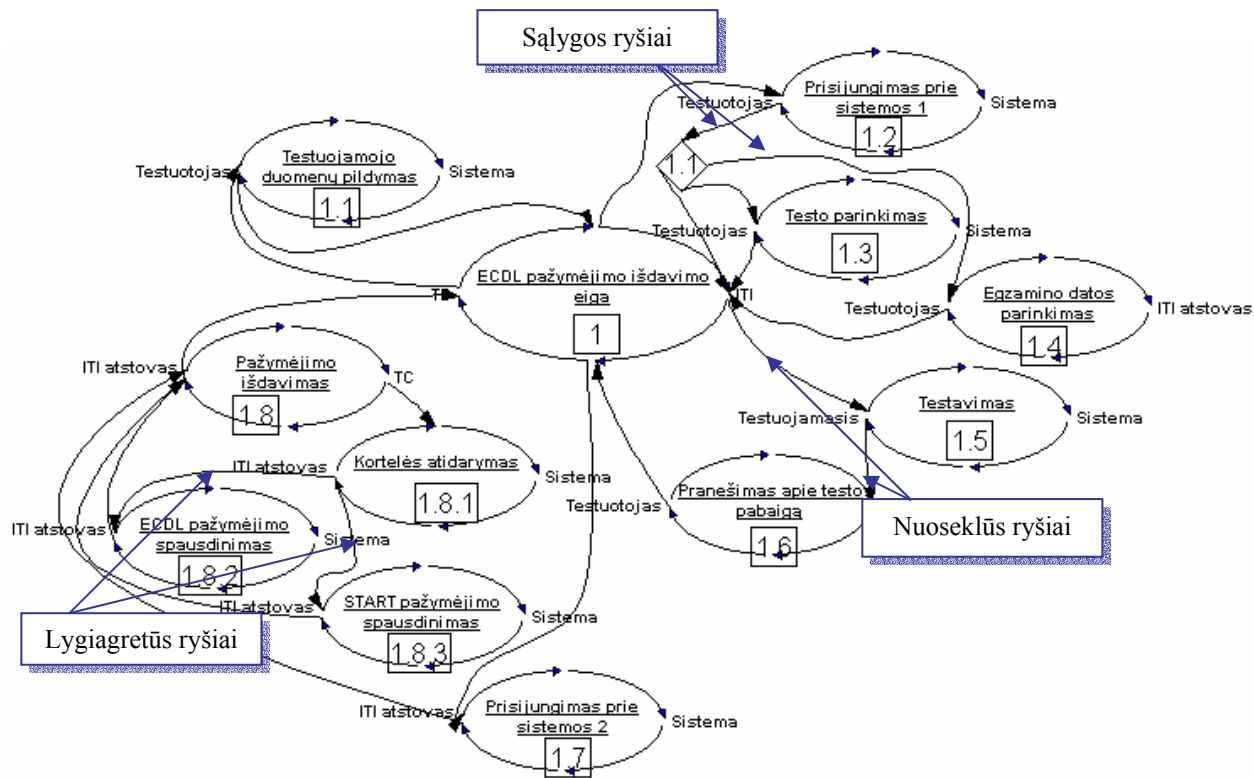 Sąlygos ryšiai
Testuotojas
Prisijungimas prie
sistemos 1
1.2
Sistema
1.1
Testuotojas
Testuojamojo
duomenų pildymas
1.1
Sistema
Testuotojas
Testo parinkimas
1.3
Sistema
ECDL pažymėjimo išdavimo
eiga
1
ITI
Testuotojas
Egzamino datos
parinkimas
1.4
ITI atstovas
ITI atstovas
Pažymėjimo
išdavimas
1.8
TC
Testuojamasis
Testavimas
1.5
Sistema
ITI atstovas
Kortelės atidarymas
1.8.1
Sistema
Testuotojas
Pranešimas apie testo
pabaigą
1.6
Nuoseklūs ryšiai
ITI atstovas
ECDL pažymėjimo
spausdinimas
1.8.2
Sistema
ITI atstovas
START pažymėjimo
spausdinimas
1.8.3
Sistema
Lygiagretūs ryšiai
ITI atstovas
Prisijungimas prie
sistemos 2
1.7
Sistema